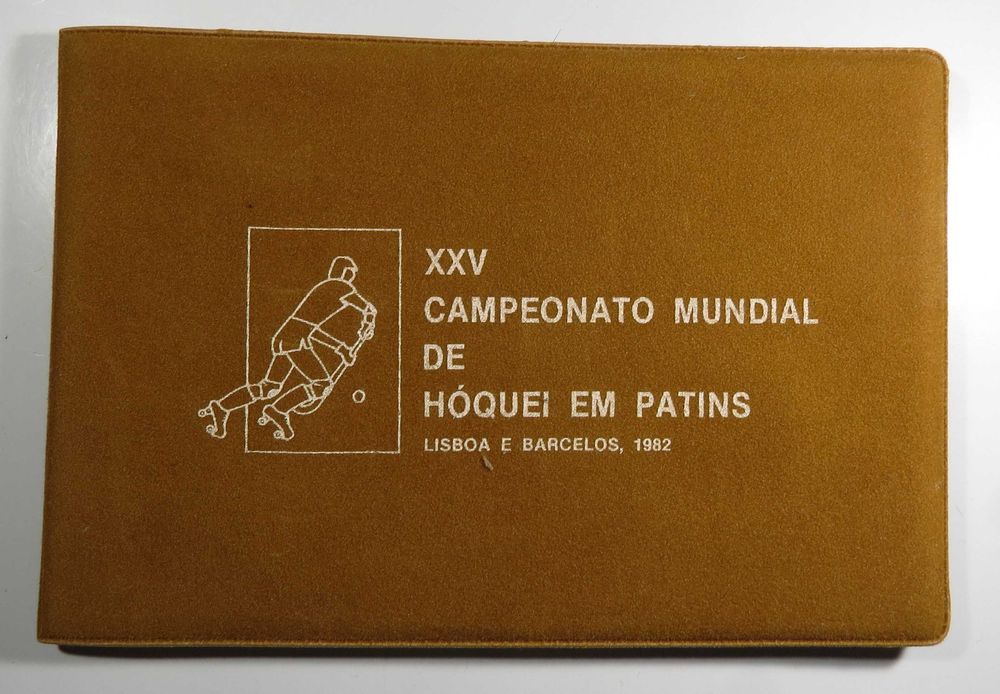 XXV
CAMPEONATO MUNDIAL
DE
HÓQUEI EM PATINS
LISBOA E BARCELOS, 1982